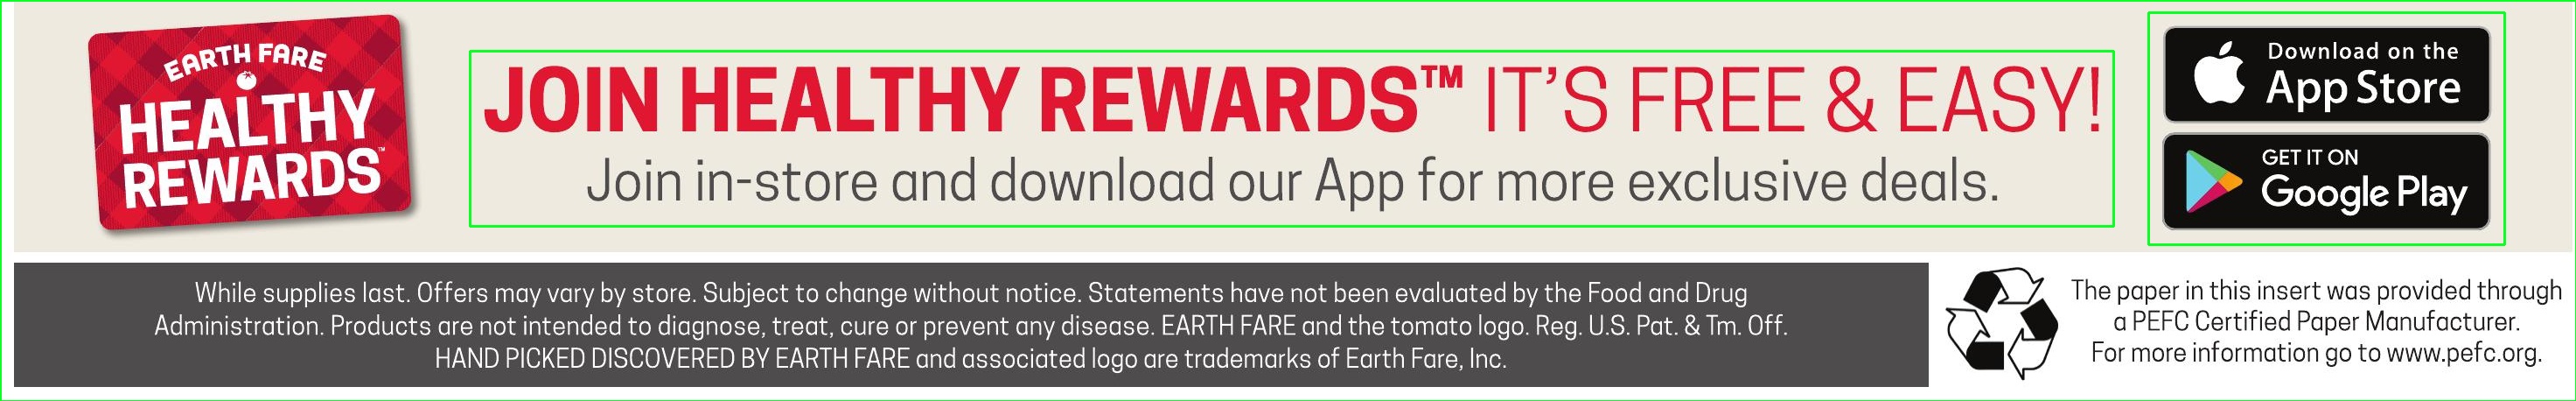 EARTH FARE
HEALTHY
REWARDS™
JOIN HEALTHY REWARDS™ IT'S FREE & EASY!
Join in-store and download our App for more exclusive deals.
Download on the
App Store
GET IT ON
Google Play
While supplies last. Offers may vary by store. Subject to change without notice. Statements have not been evaluated by the Food and Drug
Administration. Products are not intended to diagnose, treat, cure or prevent any disease. EARTH FARE and the tomato logo. Reg. U.S. Pat. & Tm. Off.
HAND PICKED DISCOVERED BY EARTH FARE and associated logo are trademarks of Earth Fare, Inc.
The paper in this insert was provided through
a PEFC Certified Paper Manufacturer.
For more information go to www.pefc.org.